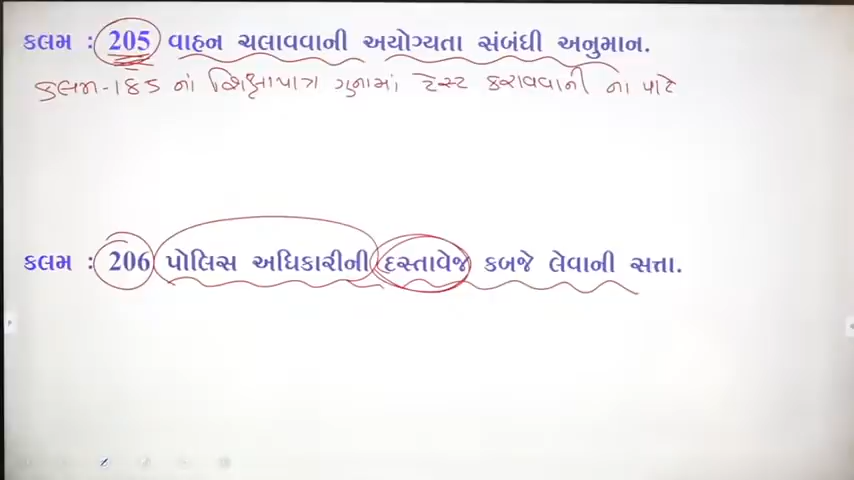 કલમ : 205 વાહન ચલાવવાની અયોગ્યતા સંબંધી અનુમાન.
કલમ-185 નાં શિક્ષાપાત્ર ગુનામાં ટેસ્ટ કરાવવાની ના પાટે
કલમ : 206 પોલિસ અધિકારીની દસ્તાવેજ કબજે લેવાની સત્તા.